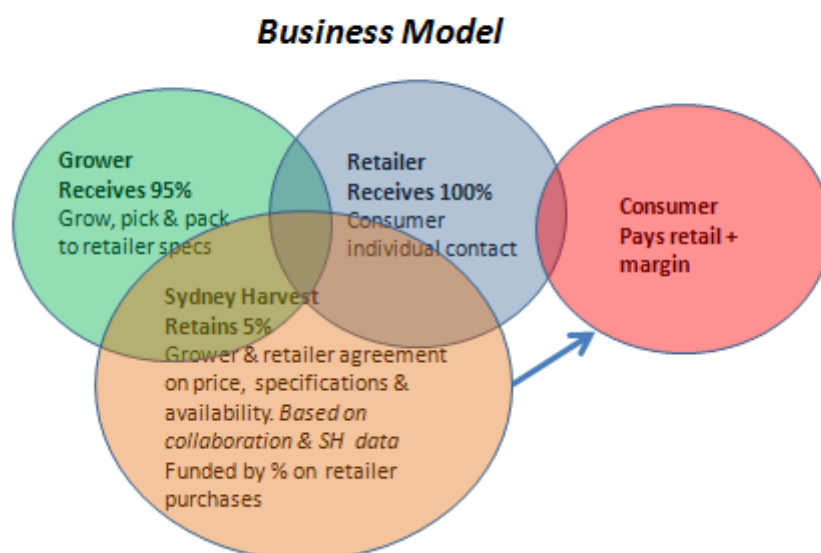 Business Model
Grower
Receives 95%
Grow, pick & pack
to retailer specs
Retailer
Receives 100%
Consumer
individual contact
Consumer
Pays retail +
margin
Sydney Harvest
Retains 5%
Grower & retailer agreement
on price, specifications &
availability. Based on
collaboration & SH data
Funded by % on retailer
purchases